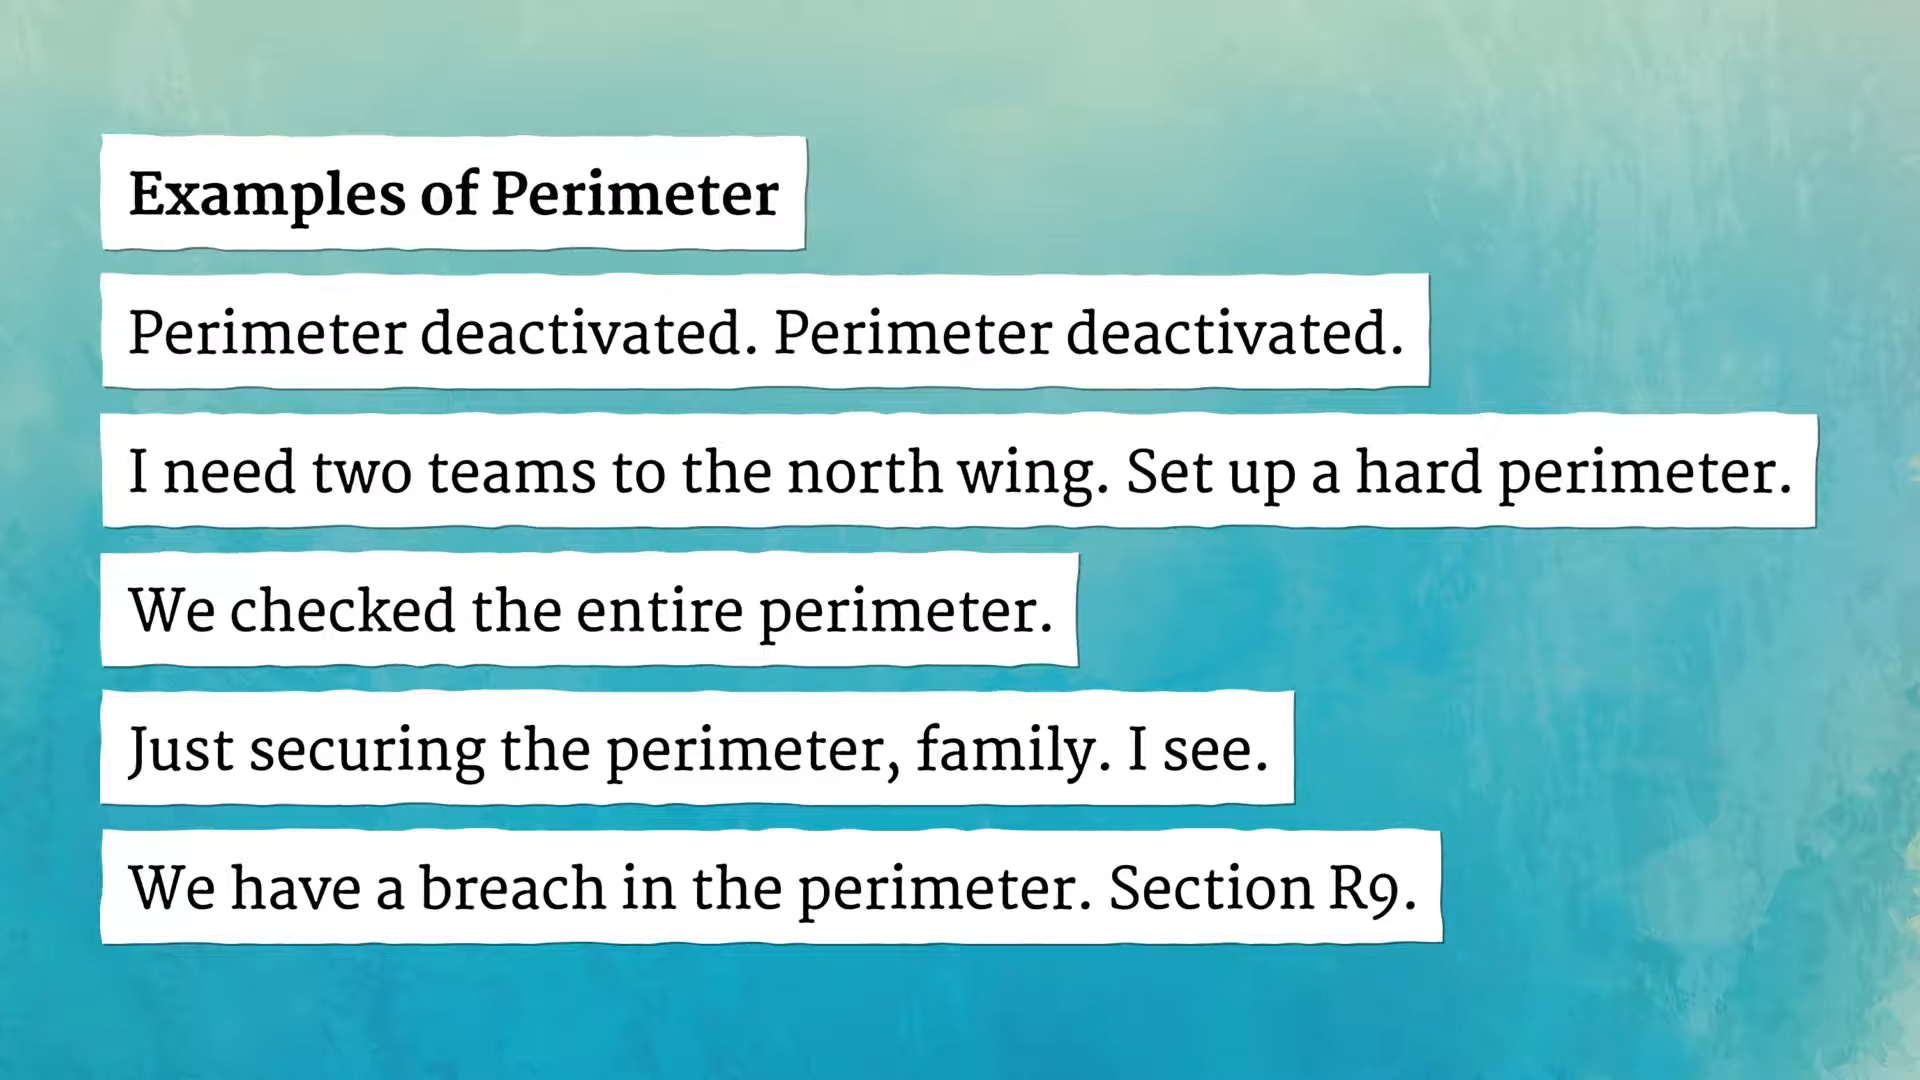 Examples of Perimeter
Perimeter deactivated. Perimeter deactivated.
I need two teams to the north wing. Set up a hard perimeter.
We checked the entire perimeter.
Just securing the perimeter, family. I see.
We have a breach in the perimeter. Section R9.